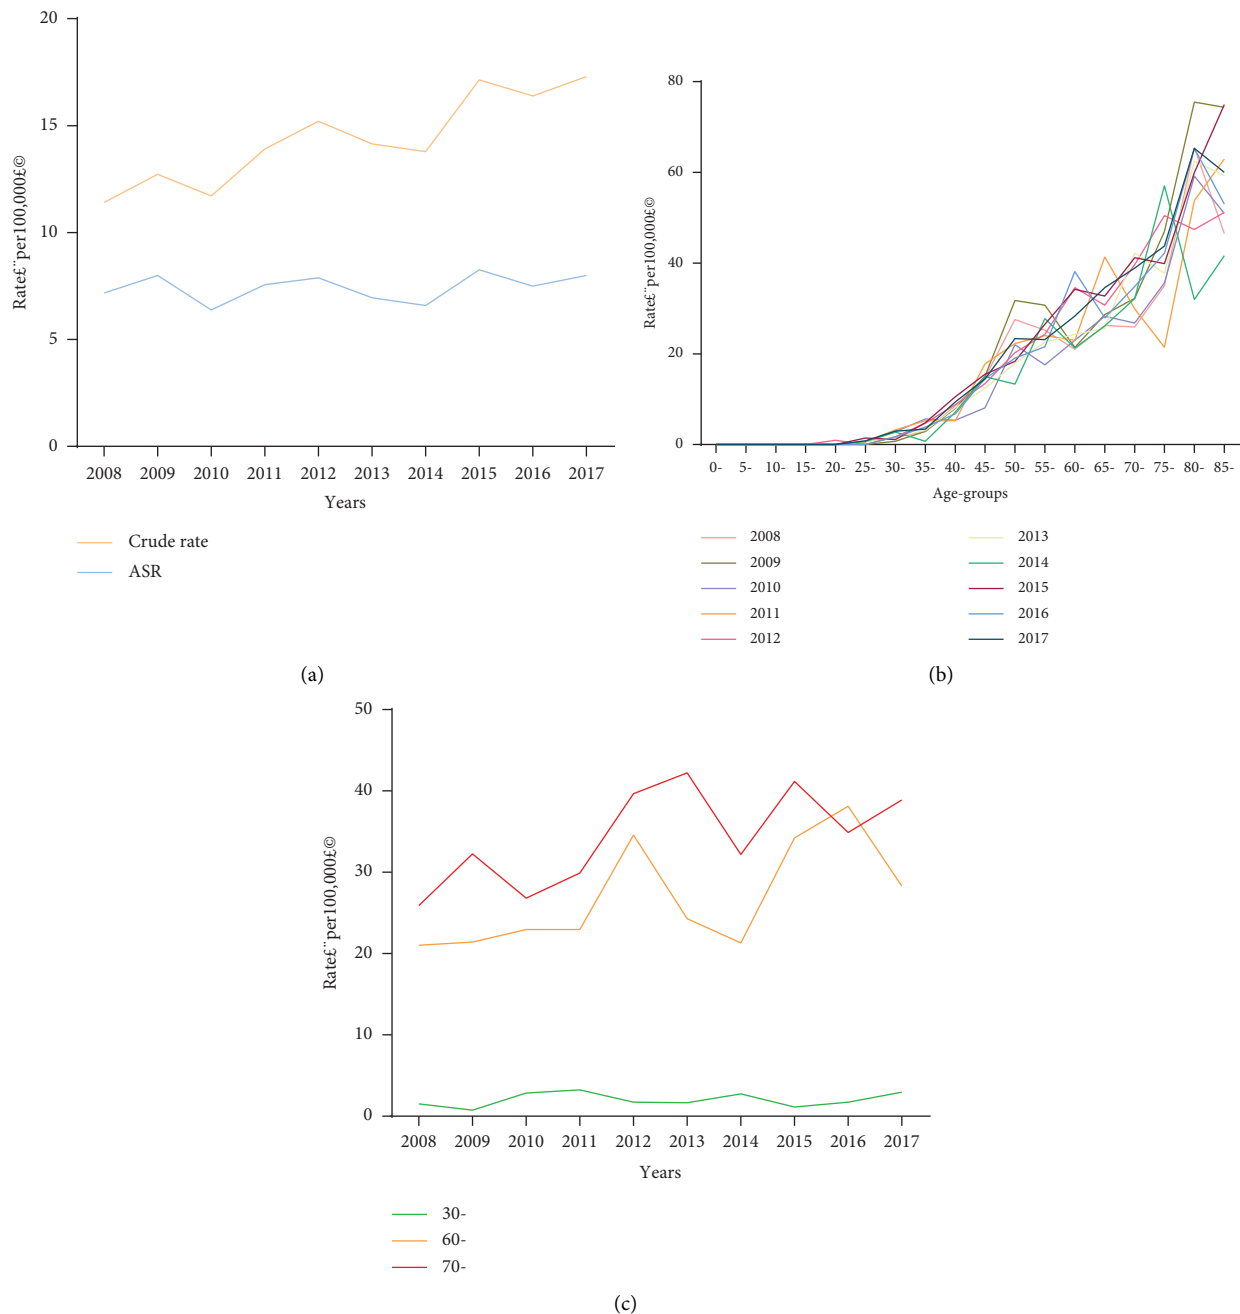 20
15
10
5
0
Rate£¨per100,000£©
2008 2009 2010 2011 2012 2013 2014 2015 2016 2017
Years
Crude rate
ASR
(a)
80
60
40
20
0
Rate£¨per100,000£©
0- 5- 10- 15- 20- 25- 30- 35- 40- 45- 50- 55- 60- 65- 70- 75- 80- 85-
Age-groups
2008
2009
2010
2011
2012
2013
2014
2015
2016
2017
(b)
50
40
30
20
10
0
Rate£¨per100,000£©
2008 2009 2010 2011 2012 2013 2014 2015 2016 2017
Years
30-
60-
70-
(c)